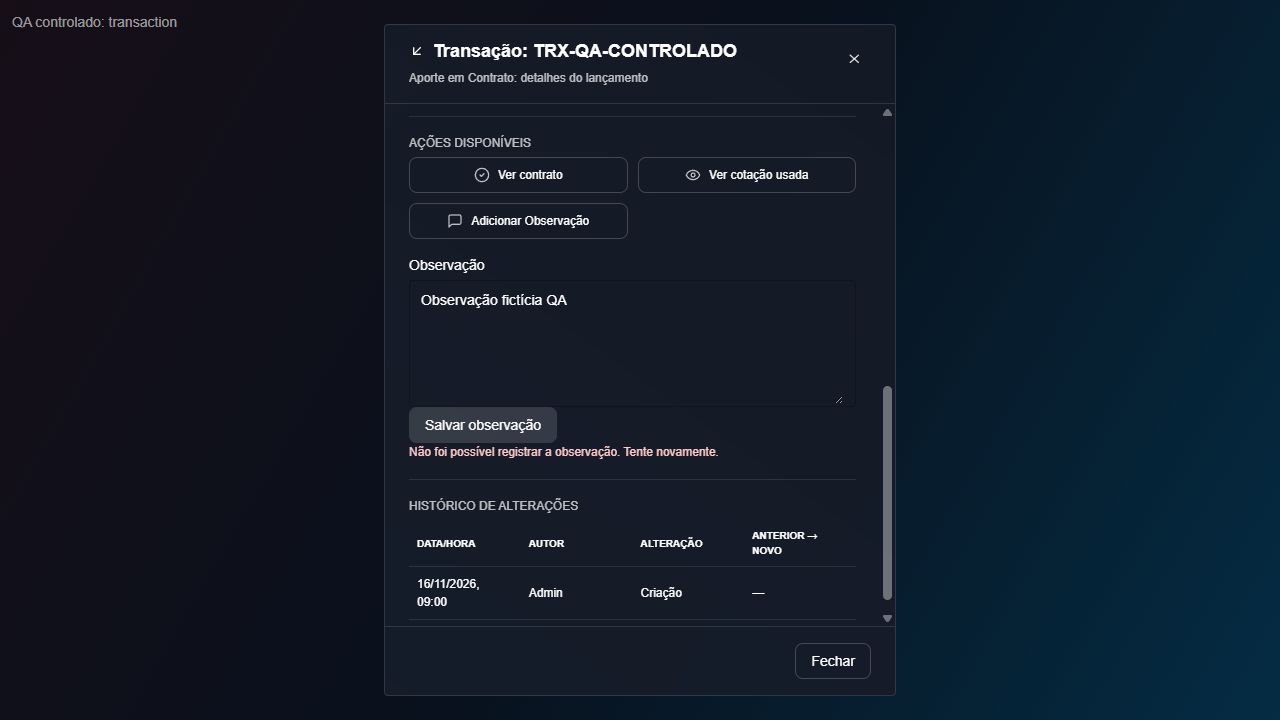 QA controlado: transaction
Transação: TRX-QA-CONTROLADO
Aporte em Contrato: detalhes do lançamento
AÇÕES DISPONÍVEIS
Ver contrato
Ver cotação usada
Adicionar Observação
Observação
Observação fictícia QA
Salvar observação
Não foi possível registrar a observação. Tente novamente.
HISTÓRICO DE ALTERAÇÕES
DATA/HORA
AUTOR
ALTERAÇÃO
ANTERIOR →
NOVO
16/11/2026,
09:00
Admin
Criação
—
Fechar